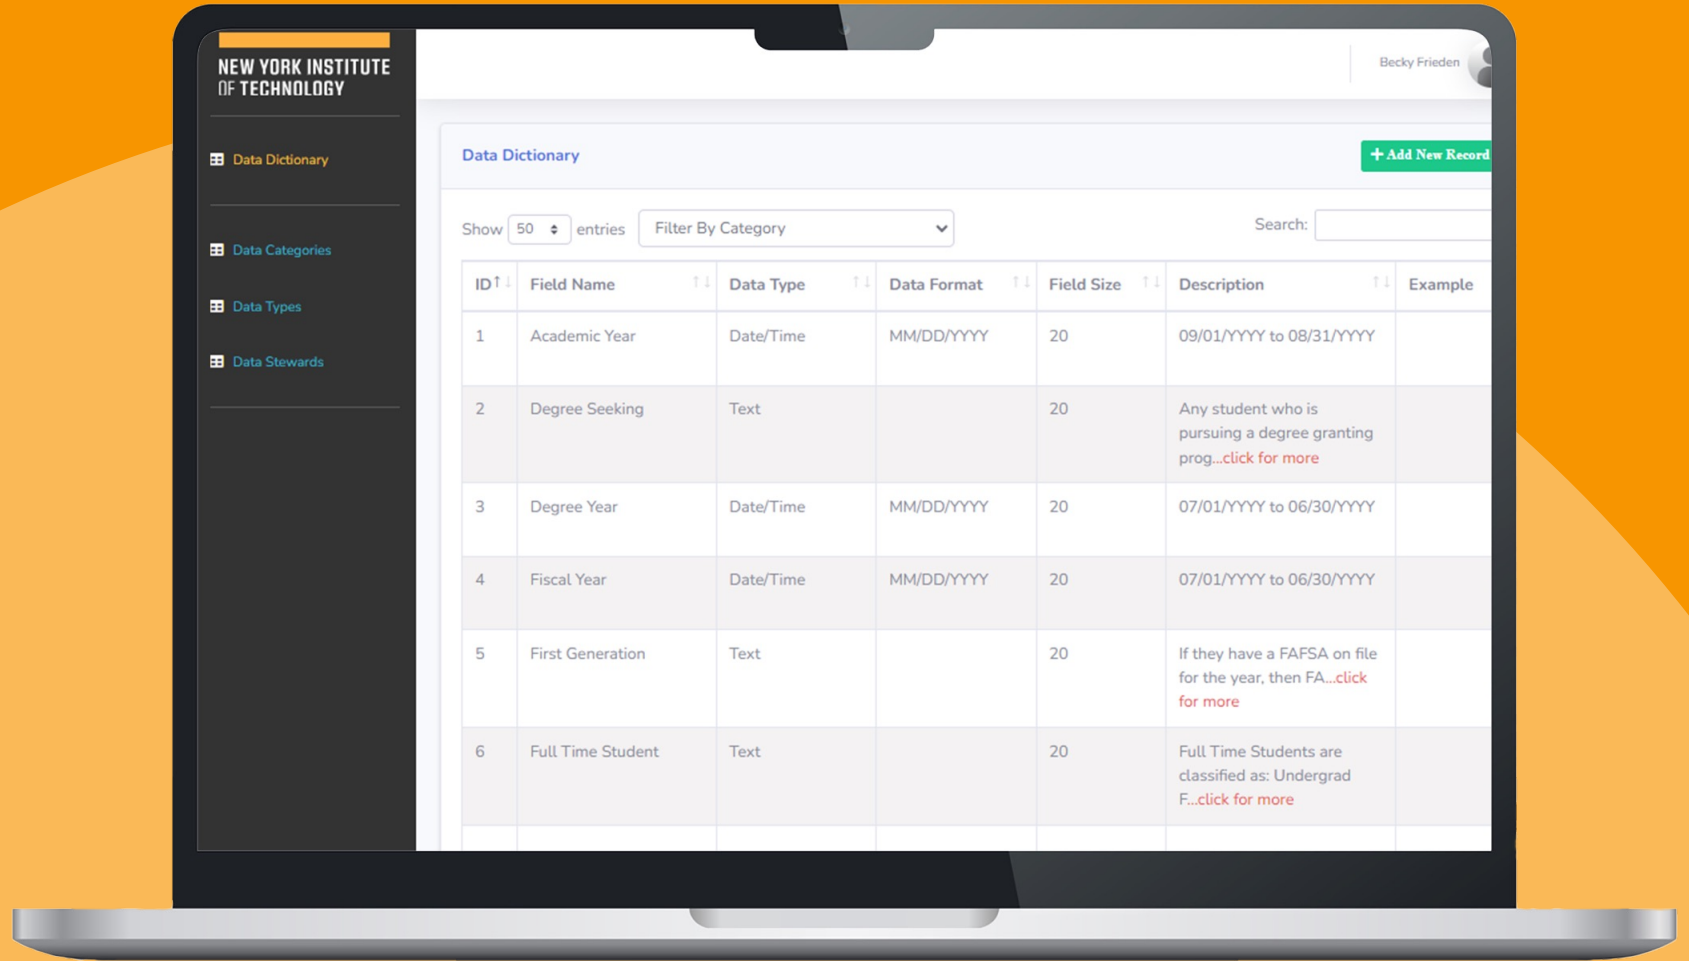 NEW YORK INSTITUTE
OF TECHNOLOGY
Becky Frieden
Data Dictionary
Data Categories
Data Types
Data Stewards
Data Dictionary
+ Add New Record
Show 50 entries Filter By Category Search:
ID Field Name Data Type Data Format Field Size Description Example
1 Academic Year Date/Time MM/DD/YYYY 20 09/01/YYYY to 08/31/YYYY
2 Degree Seeking Text 20 Any student who is
pursuing a degree granting
prog...click for more
3 Degree Year Date/Time MM/DD/YYYY 20 07/01/YYYY to 06/30/YYYY
4 Fiscal Year Date/Time MM/DD/YYYY 20 07/01/YYYY to 06/30/YYYY
5 First Generation Text 20 If they have a FAFSA on file
for the year, then FA...click
for more
6 Full Time Student Text 20 Full Time Students are
classified as: Undergrad
F...click for more